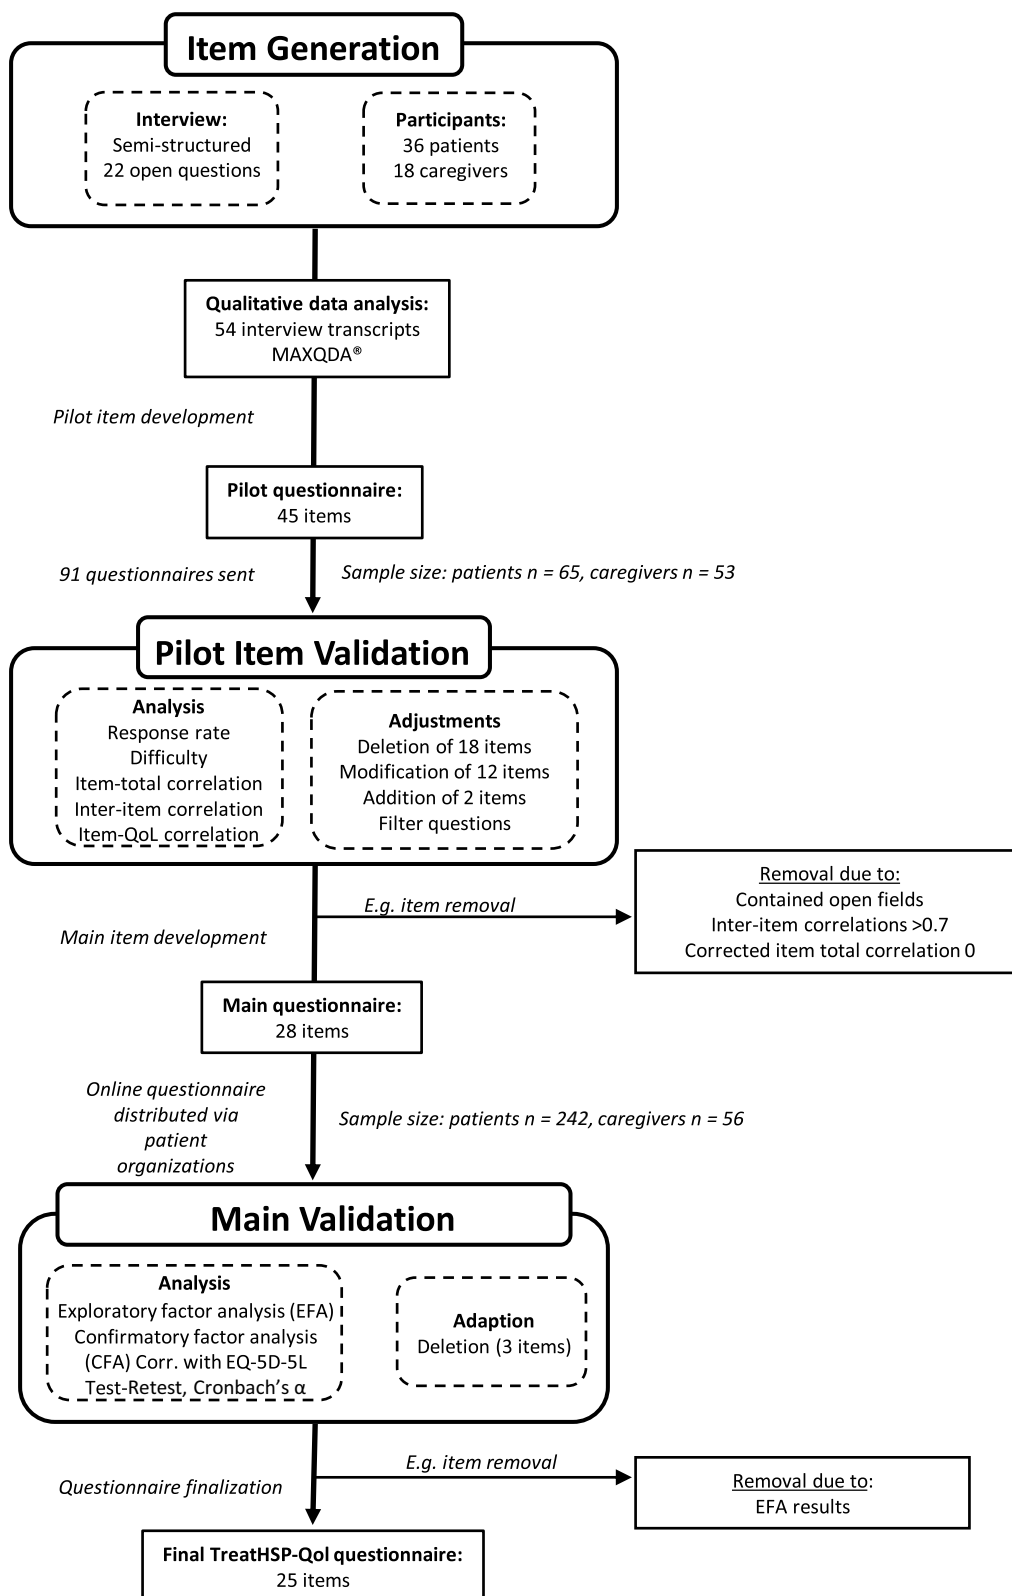 Item Generation
Interview:
Semi-structured
22 open questions
Participants:
36 patients
18 caregivers
Qualitative data analysis:
54 interview transcripts
MAXQDA®
Pilot item development
Pilot questionnaire:
45 items
91 questionnaires sent
Sample size: patients n = 65, caregivers n = 53
Pilot Item Validation
Analysis
Response rate
Difficulty
Item-total correlation
Inter-item correlation
Item-QoL correlation
Adjustments
Deletion of 18 items
Modification of 12 items
Addition of 2 items
Filter questions
E.g. item removal
Removal due to:
Contained open fields
Inter-item correlations >0.7
Corrected item total correlation 0
Main item development
Main questionnaire:
28 items
Online questionnaire
distributed via
patient
organizations
Sample size: patients n = 242, caregivers n = 56
Main Validation
Analysis
Exploratory factor analysis (EFA)
Confirmatory factor analysis
(CFA) Corr. with EQ-5D-5L
Test-Retest, Cronbach's α
Adaption
Deletion (3 items)
E.g. item removal
Removal due to:
EFA results
Questionnaire finalization
Final TreatHSP-Qol questionnaire:
25 items